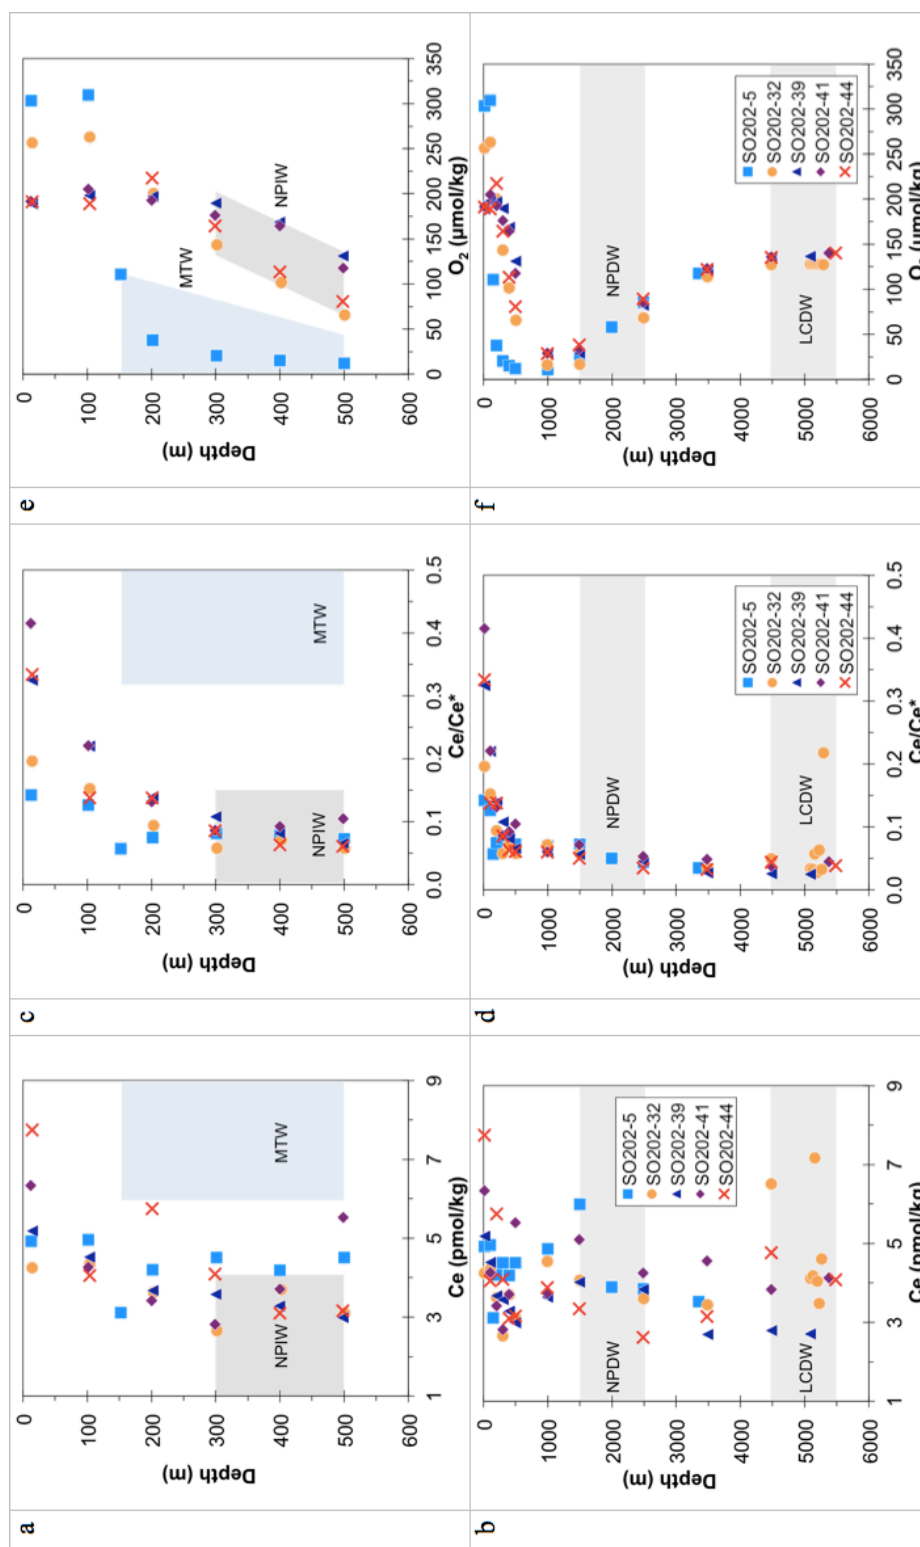 a
0
100
200
300
400
500
600
Depth (m)
MTW
NPIW
1 3 5 7 9
Ce (pmol/kg)
c
0
100
200
300
400
500
600
Depth (m)
NPIW
MTW
0.0 0.1 0.2 0.3 0.4 0.5
Ce/Ce*
e
0
100
200
300
400
500
600
Depth (m)
MTW
NPIW
0 50 100 150 200 250 300 350
O₂ (µmol/kg)
b
0
1000
2000
3000
4000
5000
6000
Depth (m)
SO202-5
SO202-32
SO202-39
SO202-41
SO202-44
NPDW
LCDW
1 3 5 7 9
Ce (pmol/kg)
d
0
1000
2000
3000
4000
5000
6000
Depth (m)
NPDW
SO202-5
SO202-32
SO202-39
SO202-41
SO202-44
LCDW
0.0 0.1 0.2 0.3 0.4 0.5
Ce/Ce*
f
0
1000
2000
3000
4000
5000
6000
Depth (m)
NPDW
SO202-5
SO202-32
SO202-39
SO202-41
SO202-44
LCDW
0 50 100 150 200 250 300 350
(µmol/kg)